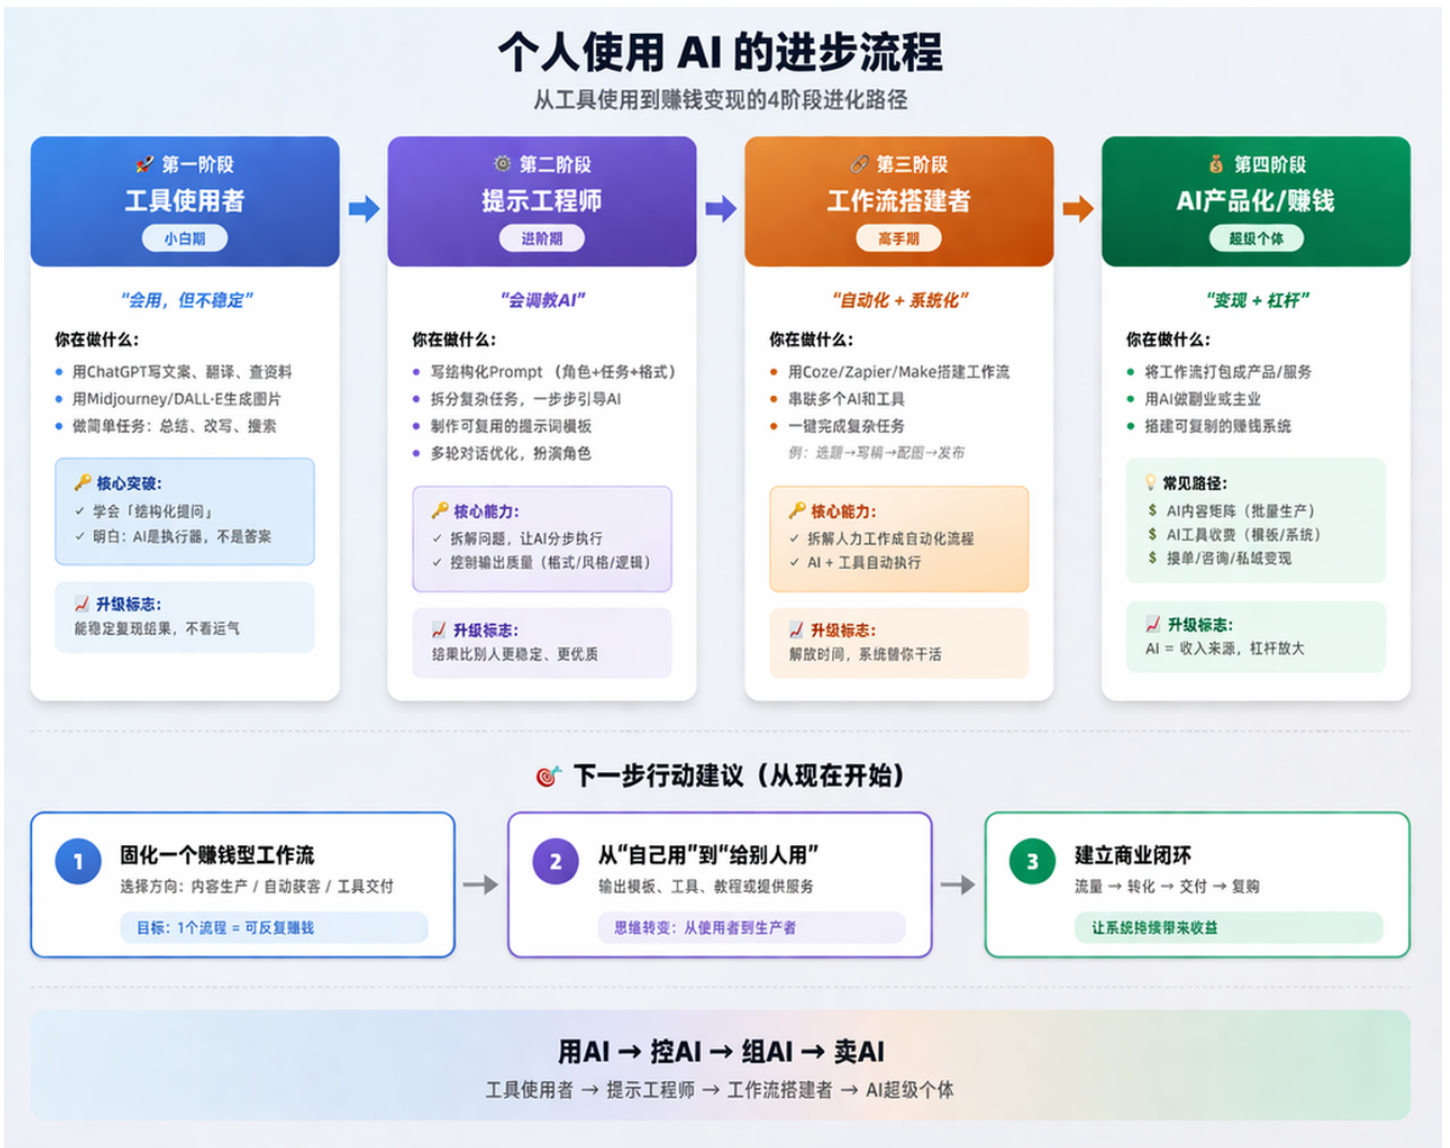 个人使用 AI 的进步流程
从工具使用到赚钱变现的4阶段进化路径
第一阶段
工具使用者
小白期
“会用，但不稳定”
你在做什么：
用ChatGPT写文案、翻译、查资料
用Midjourney/DALL·E生成图片
做简单任务：总结、改写、搜索
核心突破：
✓ 学会「结构化提问」
✓ 明白：AI是执行器，不是答案
升级标志：
能稳定复现结果，不看运气
第二阶段
提示工程师
进阶期
“会调教AI”
你在做什么：
写结构化Prompt （角色+任务+格式）
拆分复杂任务，一步步引导AI
制作可复用的提示词模板
多轮对话优化，扮演角色
核心能力：
✓ 拆解问题，让AI分步执行
✓ 控制输出质量（格式/风格/逻辑）
升级标志：
结果比别人更稳定、更优质
第三阶段
工作流搭建者
高手期
“自动化 + 系统化”
你在做什么：
用Coze/Zapier/Make搭建工作流
串联多个AI和工具
一键完成复杂任务
例：选题→写稿→配图→发布
核心能力：
✓ 拆解人力工作成自动化流程
✓ AI + 工具自动执行
升级标志：
解放时间，系统替你干活
第四阶段
AI产品化/赚钱
超级个体
“变现 + 杠杆”
你在做什么：
将工作流打包成产品/服务
用AI做副业或主业
搭建可复制的赚钱系统
常见路径：
$ AI内容矩阵（批量生产）
$ AI工具收费（模板/系统）
$ 接单/咨询/私域变现
升级标志：
AI = 收入来源，杠杆放大
下一步行动建议（从现在开始）
1
固化一个赚钱型工作流
选择方向：内容生产 / 自动获客 / 工具交付
目标：1个流程 = 可反复赚钱
2
从“自己用”到“给别人用”
输出模板、工具、教程或提供服务
思维转变：从使用者到生产者
3
建立商业闭环
流量 → 转化 → 交付 → 复购
让系统持续带来收益
用AI → 控AI → 组AI → 卖AI
工具使用者 → 提示工程师 → 工作流搭建者 → AI超级个体